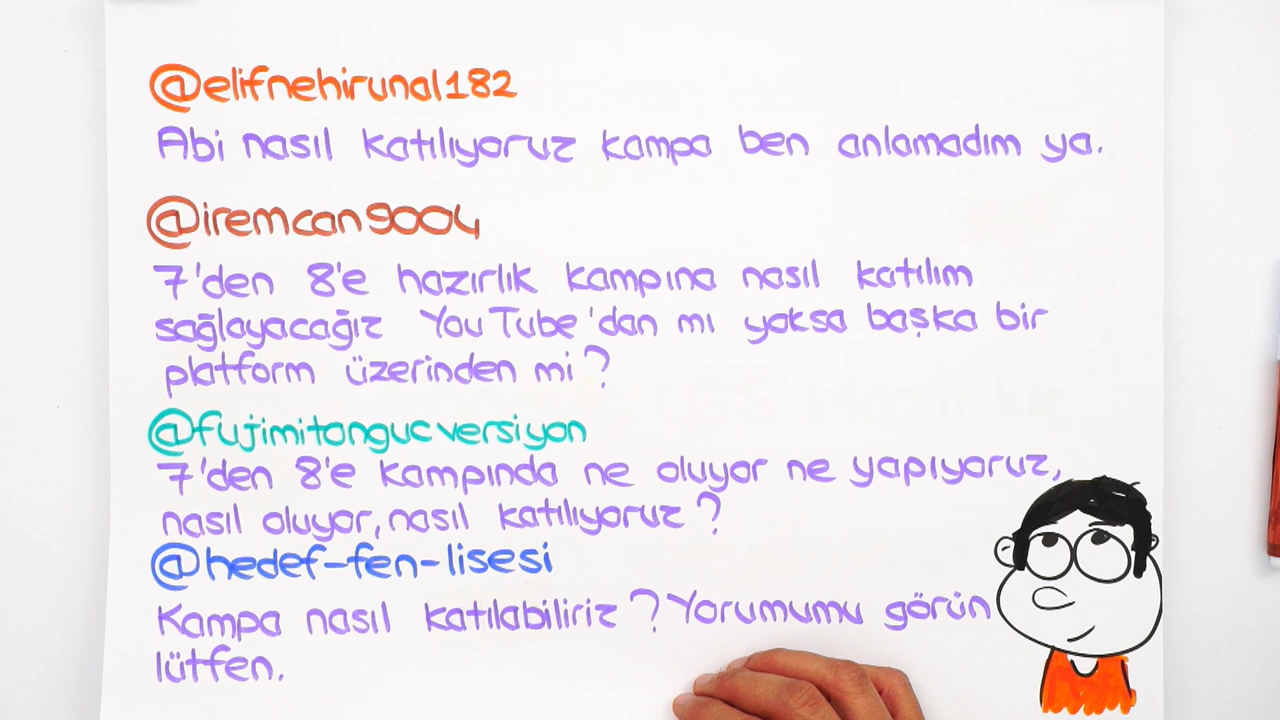 @elifnehirunal182
Abi nasıl katılıyoruz kampa ben anlamadım ya.
@iremcan9004
7'den 8'e hazırlık kampına nasıl katılım
sağlayacağız YouTube'dan mı yoksa başka bir
platform üzerinden mi?
@fujimitongucversiyon
7'den 8'e kampında ne oluyor ne yapıyoruz,
nasıl oluyor, nasıl katılıyoruz?
@hedef-fen-lisesi
Kampa nasıl katılabiliriz? Yorumumu görün
lütfen.